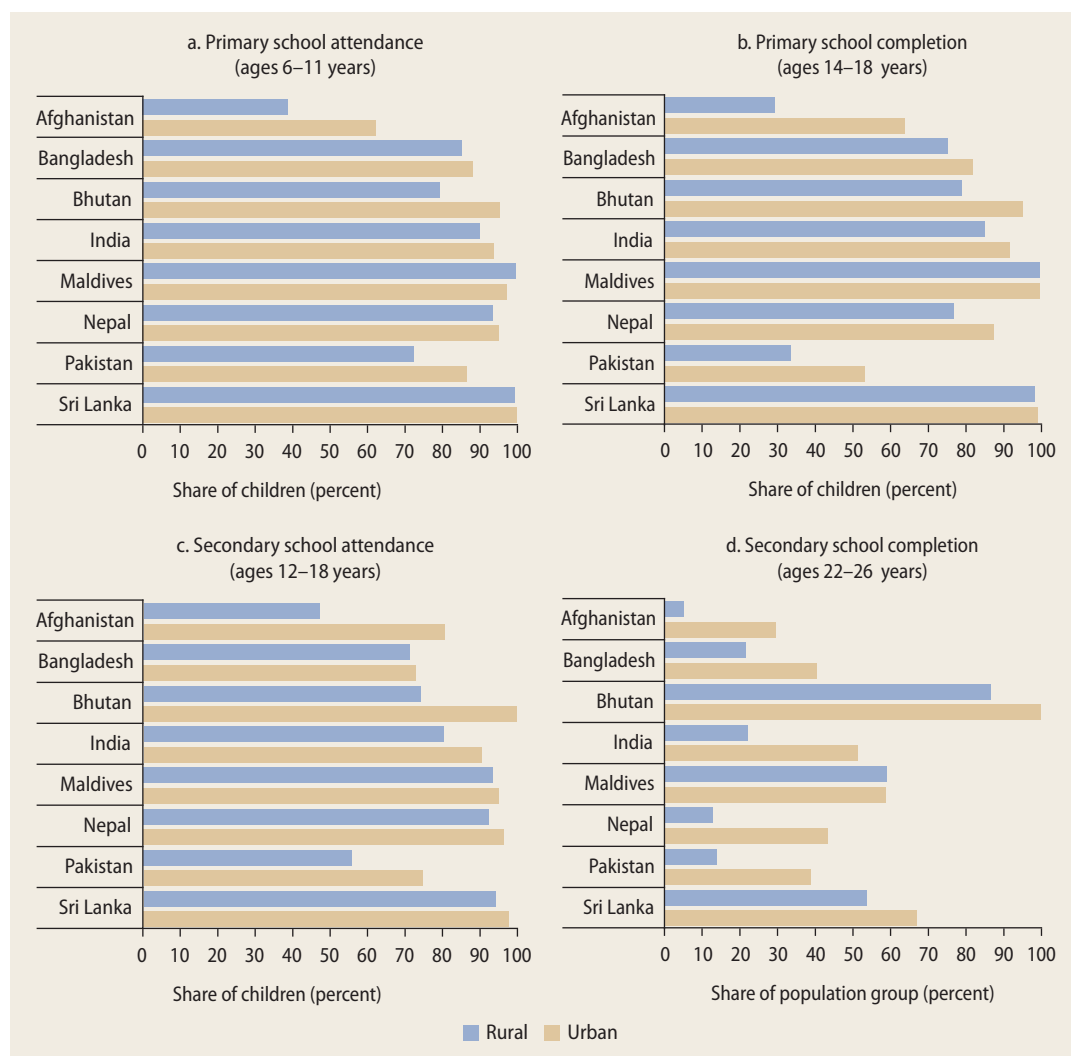 a. Primary school attendance
(ages 6–11 years)
Afghanistan
Bangladesh
Bhutan
India
Maldives
Nepal
Pakistan
Sri Lanka
0 10 20 30 40 50 60 70 80 90 100
Share of children (percent)
b. Primary school completion
(ages 14–18 years)
Afghanistan
Bangladesh
Bhutan
India
Maldives
Nepal
Pakistan
Sri Lanka
0 10 20 30 40 50 60 70 80 90 100
Share of children (percent)
c. Secondary school attendance
(ages 12–18 years)
Afghanistan
Bangladesh
Bhutan
India
Maldives
Nepal
Pakistan
Sri Lanka
0 10 20 30 40 50 60 70 80 90 100
Share of children (percent)
d. Secondary school completion
(ages 22–26 years)
Afghanistan
Bangladesh
Bhutan
India
Maldives
Nepal
Pakistan
Sri Lanka
0 10 20 30 40 50 60 70 80 90 100
Share of population group (percent)
Rural Urban